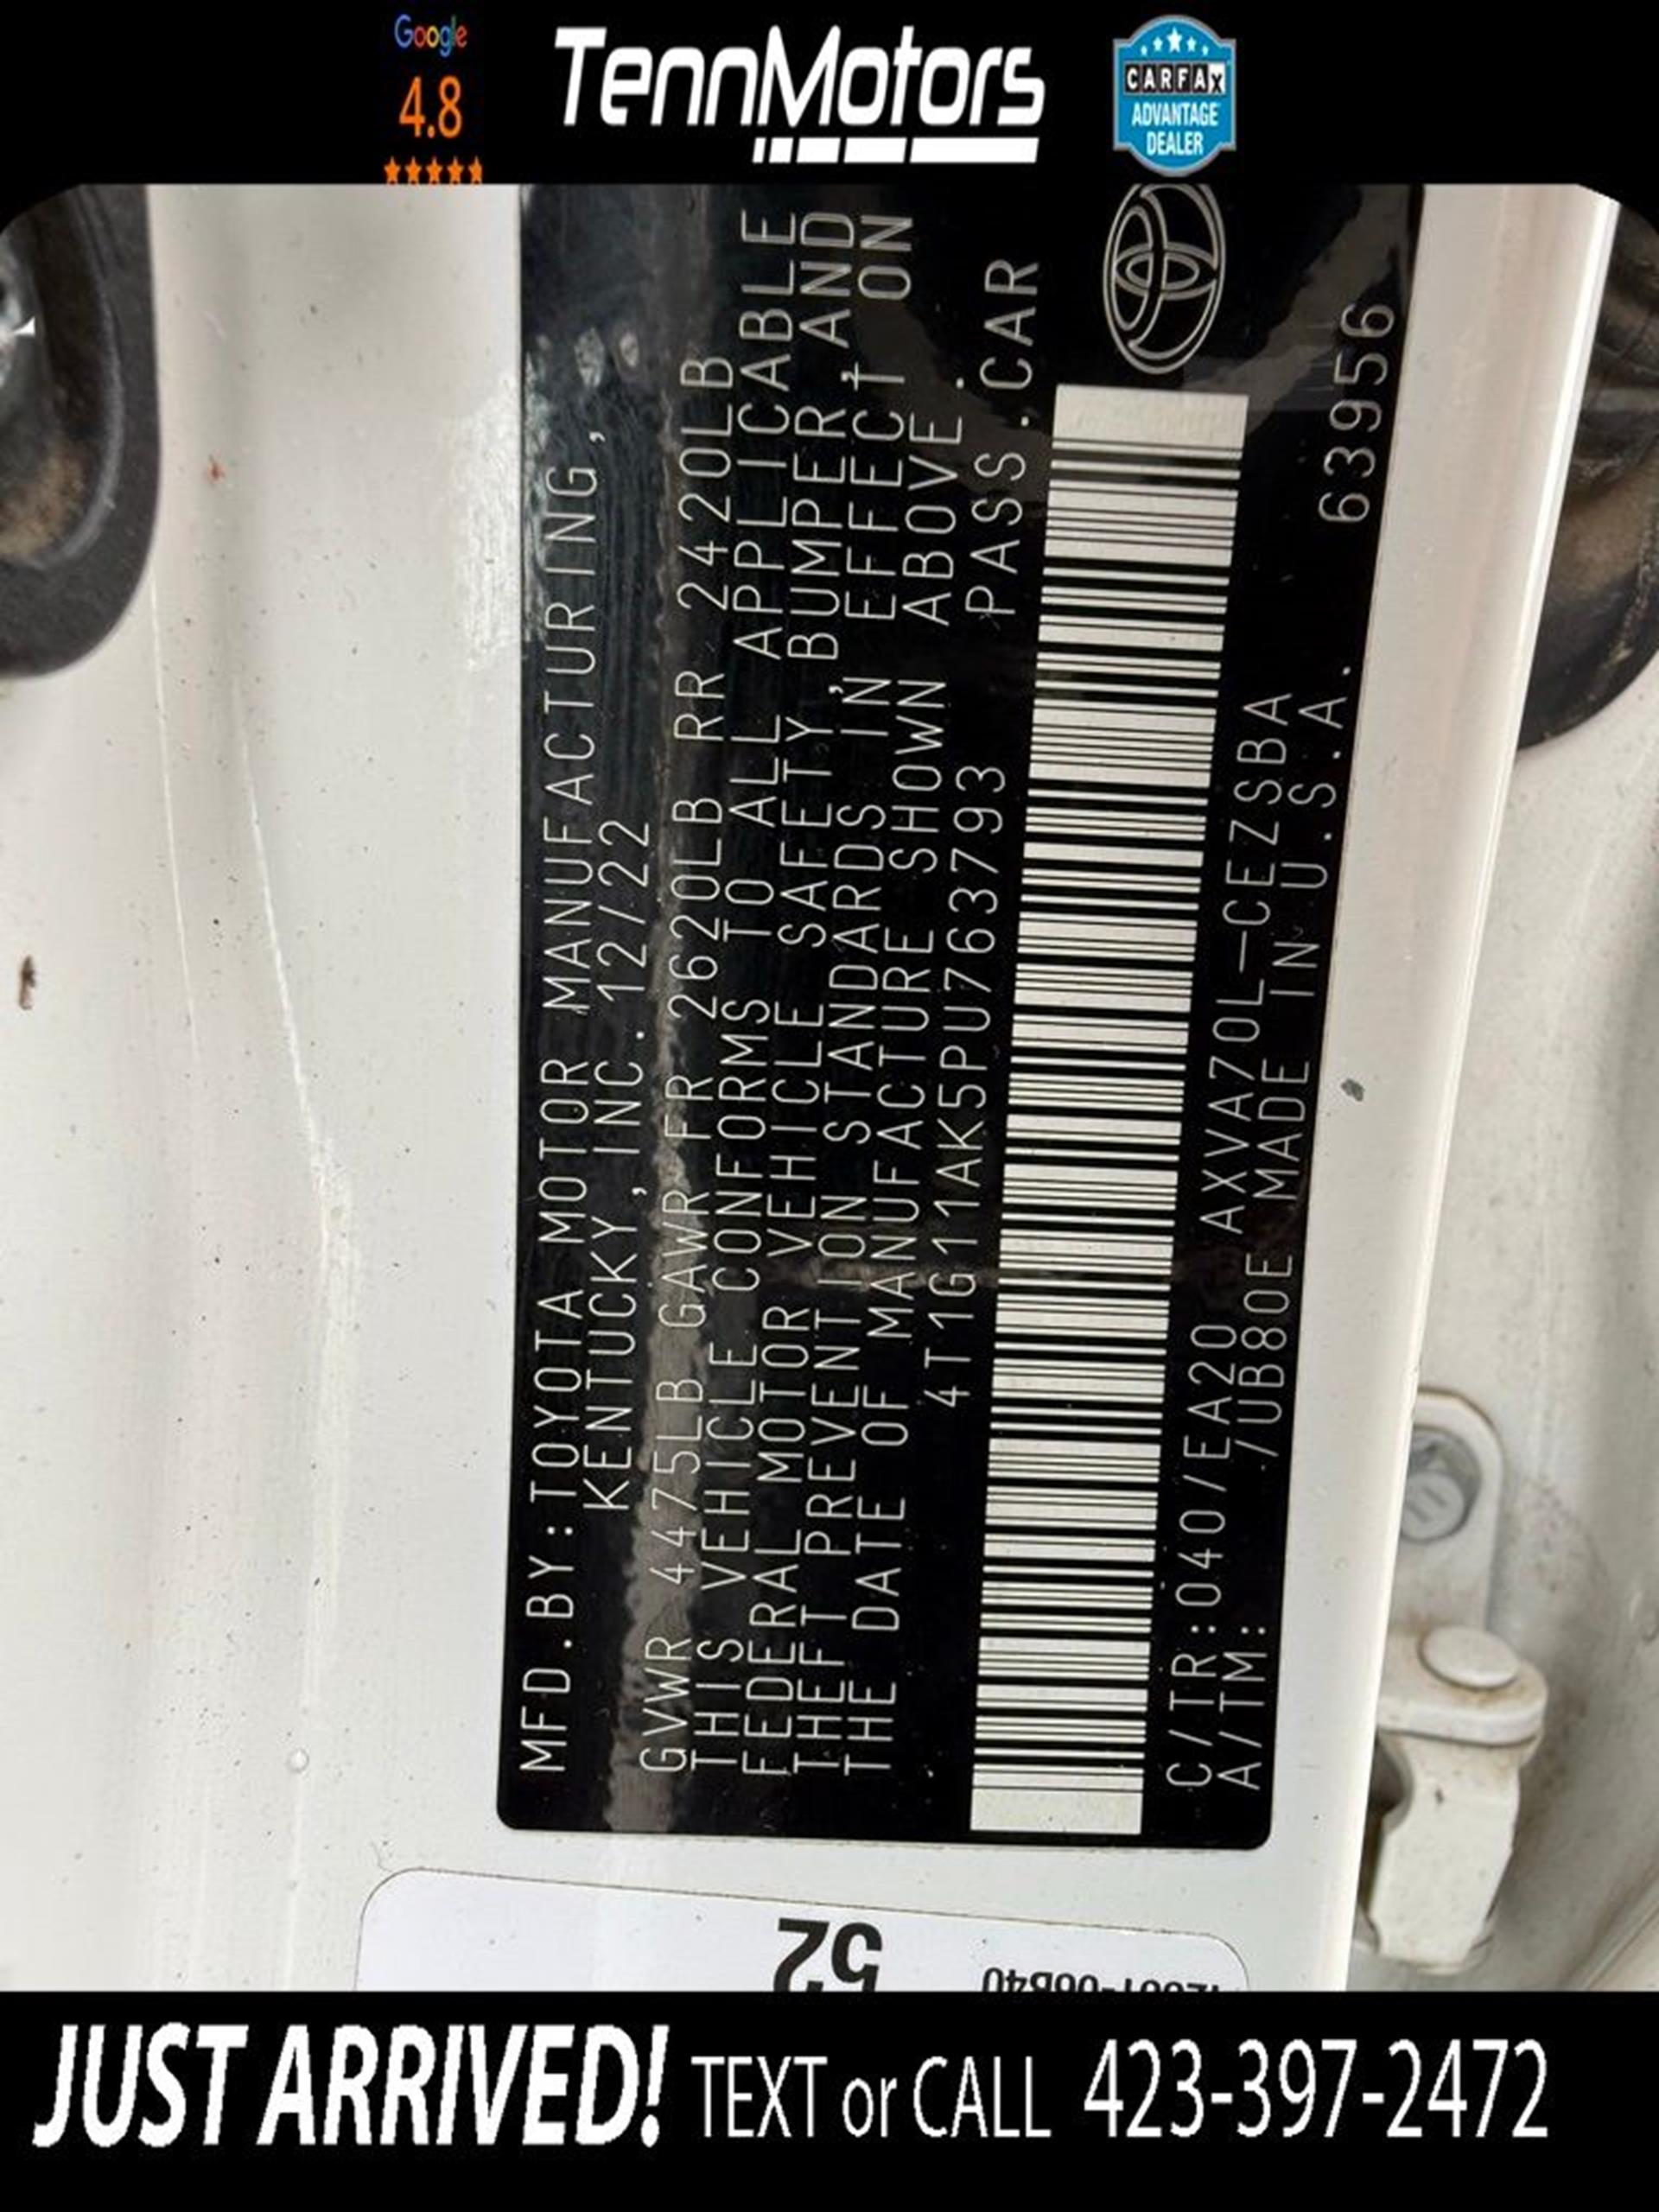 Google
4.8
TennMotors
CARFAX
ADVANTAGE
DEALER
MFD.BY:TOYOTA MOTOR MANUFACTURING,
KENTUCKY, INC. 12/22
GVWR 4475LB GAWR FR 2620LB RR 2420LB
THIS VEHICLE CONFORMS TO ALL APPLICABLE
FEDERAL MOTOR VEHICLE SAFETY, BUMPER, AND
THEFT PREVENTION STANDARDS IN EFFECT ON
THE DATE OF MANUFACTURE SHOWN ABOVE.
4T1G11AK5PU763793 PASS.CAR
C/TR:040/EA20 AXVA70L-CEZSBA
A/TM: /UB80E MADE IN U.S.A. 63956
52
JUST ARRIVED! TEXT or CALL 423-397-2472